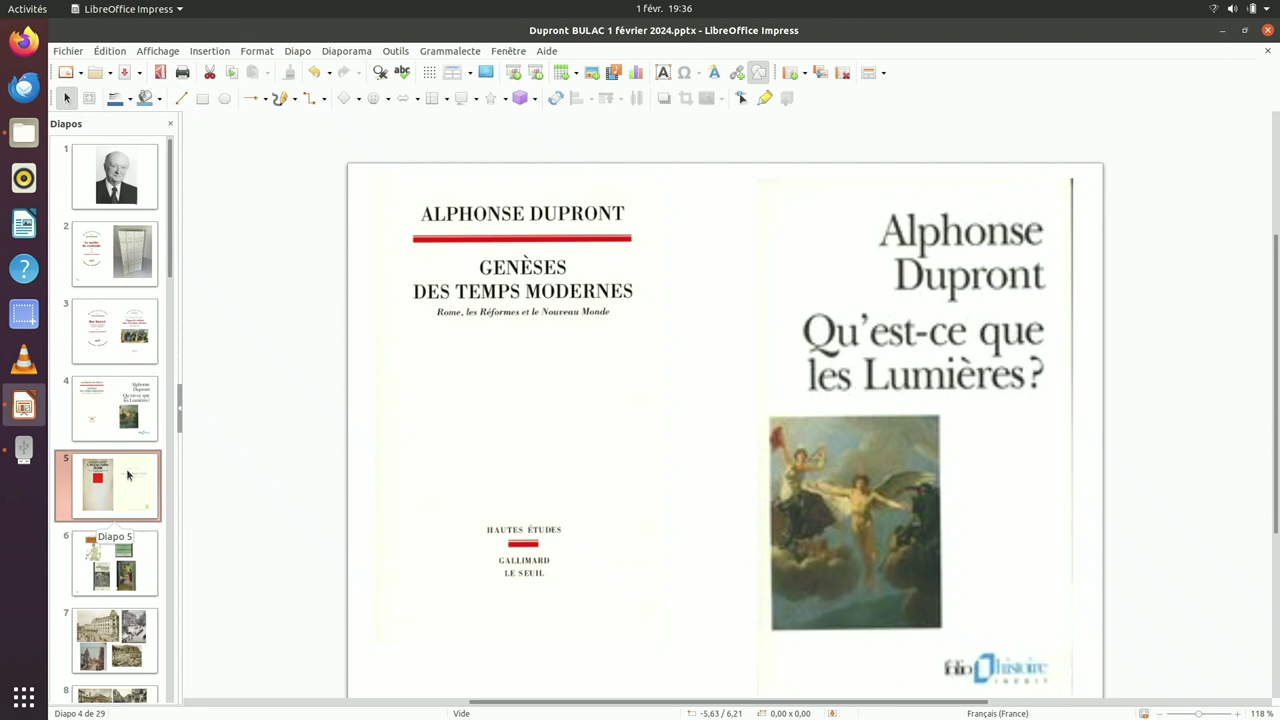 Activités
LibreOffice Impress
1 févr. 19:36
Dupront BULAC 1 février 2024.pptx - LibreOffice Impress
Fichier Édition Affichage Insertion Format Diapo Diaporama Outils Grammalecte Fenêtre Aide
Diapos
1
2
3
4
5
Diapo 5
6
7
8
ALPHONSE DUPRONT
GENÈSES
DES TEMPS MODERNES
Rome, les Réformes et le Nouveau Monde
HAUTES ÉTUDES
GALLIMARD
LE SEUIL
Alphonse
Dupront
Qu'est-ce que
les Lumières ?
folio histoire
Diapo 4 de 29
Vide
-5,63 / 6,21
0,00 x 0,00
Français (France)
118 %